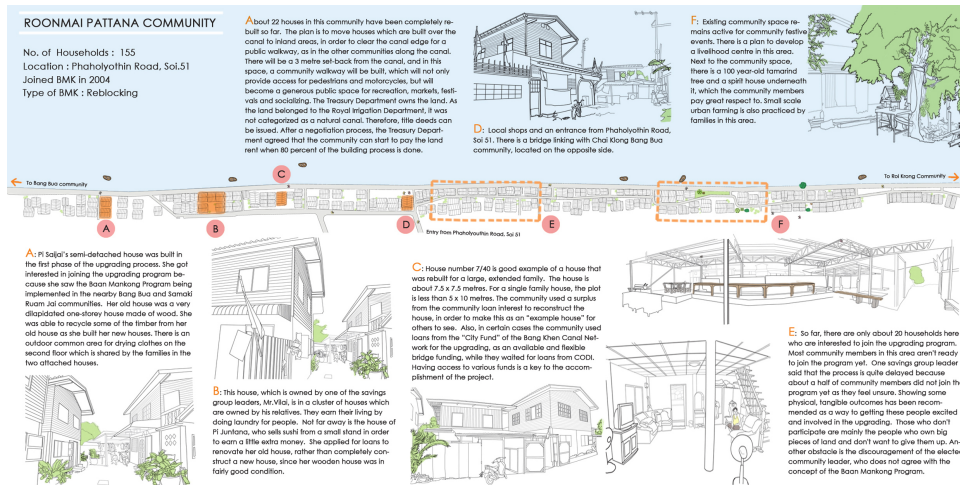 ROONMAI PATTANA COMMUNITY
No. of Households : 155
Location : Phaholyothin Road, Soi.51
Joined BMK in 2004
Type of BMK : Reblocking
About 22 houses in this community have been completely re-
built so far. The plan is to move houses which are built over the
canal to inland areas, in order to clear the canal edge for a
public walkway, as in the other communities along the canal.
There will be a 3 metre set-back from the canal, and in this
space, a community walkway will be built, which will not only
provide access for pedestrians and motorcycles, but will
become a generous public space for recreation, markets, festi-
vals and socializing. The Treasury Department owns the land. As
the land belonged to the Royal Irrigation Department, it was
not categorized as a natural canal. Therefore, title deeds can
be issued. After a negotiation process, the Treasury Depart-
ment agreed that the community can start to pay the land
rent when 80 percent of the building process is done.
D: Local shops and an entrance from Phaholyothin Road,
Soi 51. There is a bridge linking with Chai Klong Bang Bua
community, located on the opposite side.
F: Existing community space re-
mains active for community festive
events. There is a plan to develop
a livelihood centre in this area.
Next to the community space,
there is a 100 year-old tamarind
tree and a spirit house underneath
it, which the community members
pay great respect to. Small scale
urban farming is also practiced by
families in this area.
To Bang Bua community
C
To Roi Krong Community
A
B
D
Entry from Phaholyouthin Road, Soi 51
E
F
A: Pi Saijai's semi-detached house was built in
the first phase of the upgrading process. She got
interested in joining the upgrading program be-
cause she saw the Baan Mankong Program being
implemented in the nearby Bang Bua and Samaki
Ruam Jai communities. Her old house was a very
dilapidated one-storey house made of wood. She
was able to recycle some of the timber from her
old house as she built her new houses. There is an
outdoor common area for drying clothes on the
second floor which is shared by the families in the
two attached houses.
B: This house, which is owned by one of the savings
group leaders, Mr.Vilai, is in a cluster of houses which
are owned by his relatives. They earn their living by
doing laundry for people. Not far away is the house of
Pi Juntana, who sells sushi from a small stand in order
to earn a little extra money. She applied for loans to
renovate her old house, rather than completely con-
struct a new house, since her wooden house was in
fairly good condition.
C: House number 7/40 is good example of a house that
was rebuilt for a large, extended family. The house
is about 7.5 x 7.5 metres. For a single family house, the plot
is less than 5 x 10 metres. The community used a surplus
from the community loan interest to reconstruct the
house, in order to make this as an "example house" for
others to see. Also, in certain cases the community used
loans from the "City Fund" of the Bang Khen Canal Net-
work for the upgrading, as an available and flexible
bridge funding, while they waited for loans from CODI.
Having access to various funds is a key to the accom-
plishment of the project.
E: So far, there are only about 20 households here
who are interested to join the upgrading program.
Most community members in this area aren't ready
to join the program yet. One savings group leader
said that the process is quite delayed because
about a half of community members did not join the
program yet as they feel unsure. Showing some
physical, tangible outcomes has been recom-
mended as a way to getting these people excited
and involved in the upgrading. Those who don't
participate are mainly the people who own big
pieces of land and don't want to give them up. An-
other obstacle is the discouragement of the elected
community leader, who does not agree with the
concept of the Baan Mankong Program.